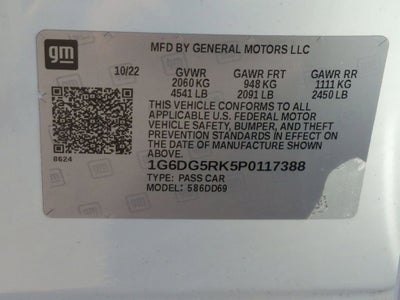 gm
MFD BY GENERAL MOTORS LLC
10/22 GVWR GAWR FRT GAWR RR
2060 KG 948 KG 1111 KG
4541 LB 2091 LB 2450 LB
THIS VEHICLE CONFORMS TO ALL
APPLICABLE U.S. FEDERAL MOTOR
VEHICLE SAFETY, BUMPER, AND THEFT
PREVENTION STANDARDS IN EFFECT ON
THE DATE OF MANUFACTURE SHOWN
ABOVE.
8624
1G6DG5RK5P0117388
TYPE: PASS CAR
MODEL: 586DD69